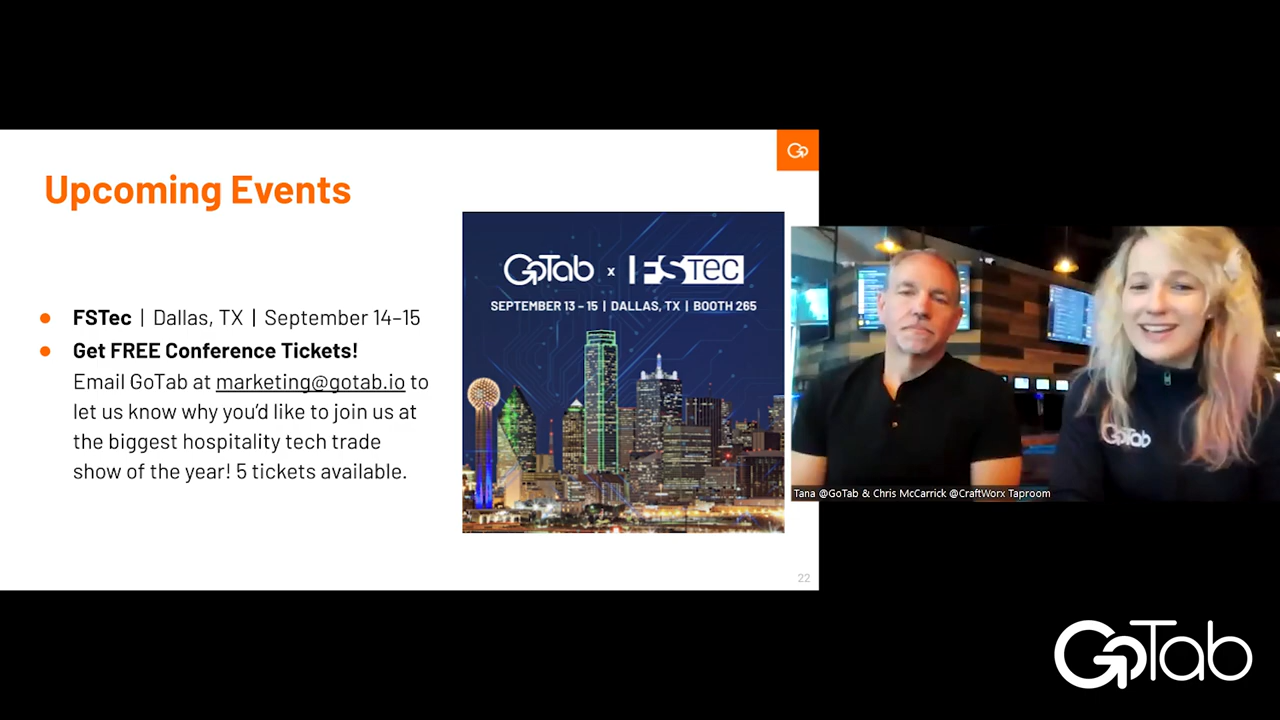 Upcoming Events
FSTec | Dallas, TX | September 14–15
Get FREE Conference Tickets!
Email GoTab at marketing@gotab.io to
let us know why you'd like to join us at
the biggest hospitality tech trade
show of the year! 5 tickets available.
GoTab x FSTEC
SEPTEMBER 13 – 15 | DALLAS, TX | BOOTH 265
22
GoTab
Tana @GoTab & Chris McCarrick @CraftWorx Taproom
GoTab